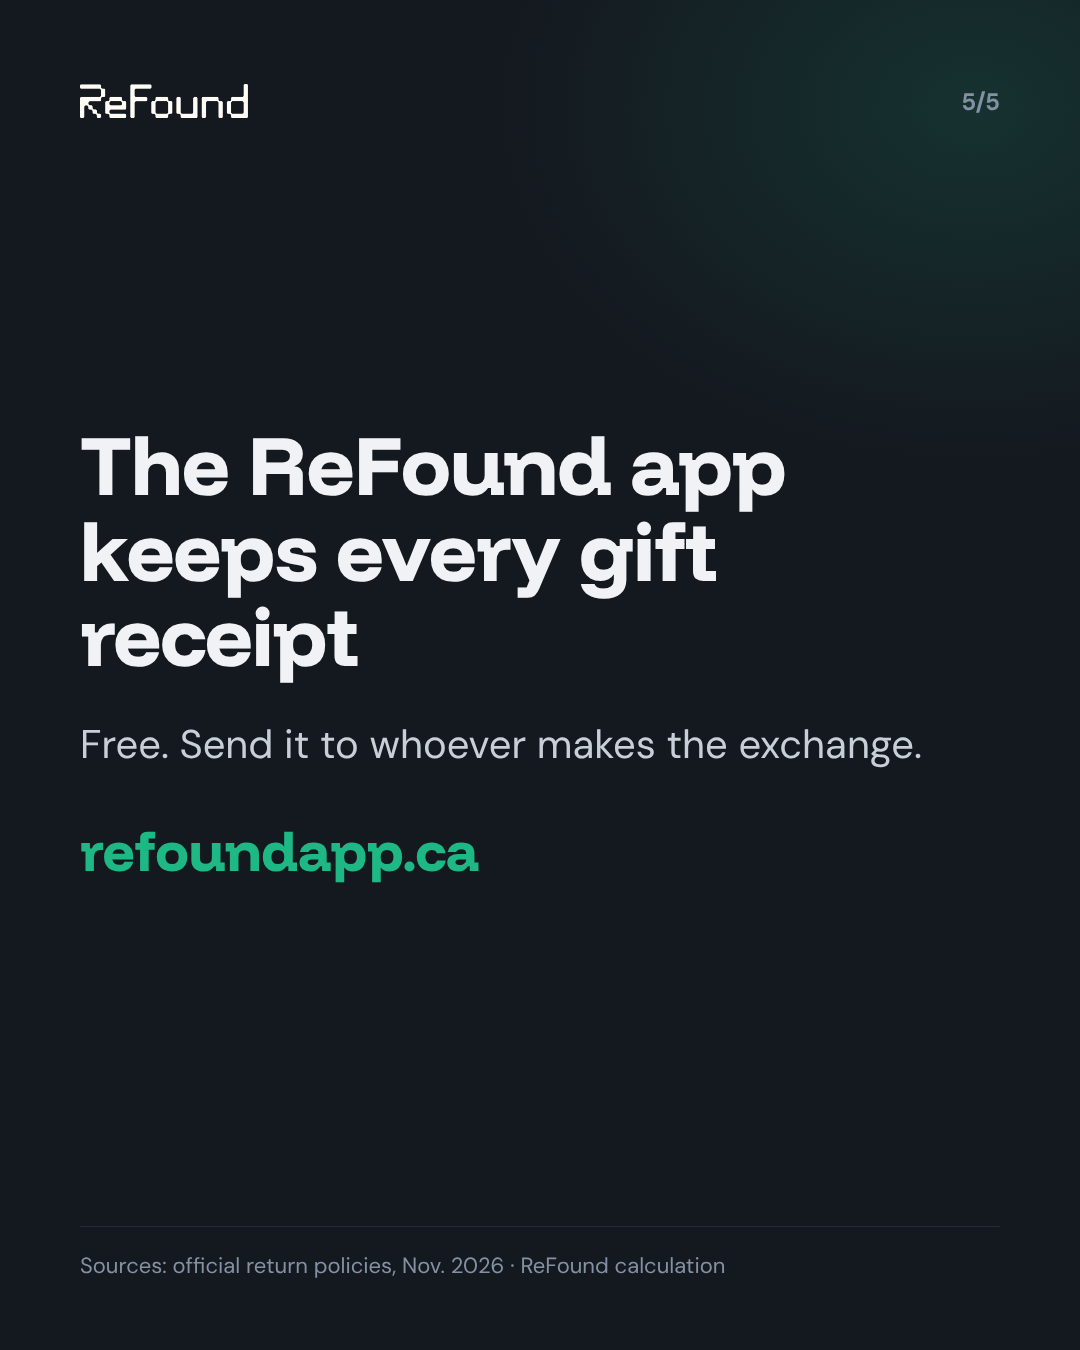 ReFound
5/5
The ReFound app
keeps every gift
receipt
Free. Send it to whoever makes the exchange.
refoundapp.ca
Sources: official return policies, Nov. 2026 · ReFound calculation